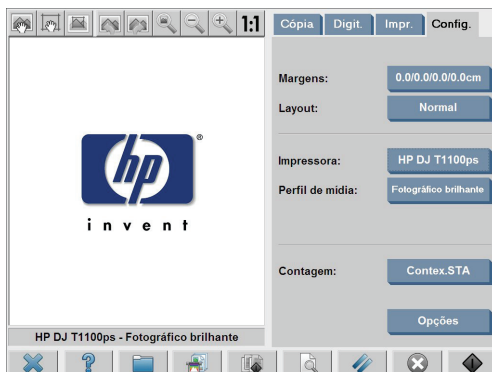 1:1
Cópia Digit. Impr. Config.
Margens: 0.0/0.0/0.0/0.0cm
Layout: Normal
hp ®
invent
Impressora: HP DJ T1100ps
Perfil de mídia: Fotográfico brilhante
Contagem: Contex.STA
Opções
HP DJ T1100ps - Fotográfico brilhante
?